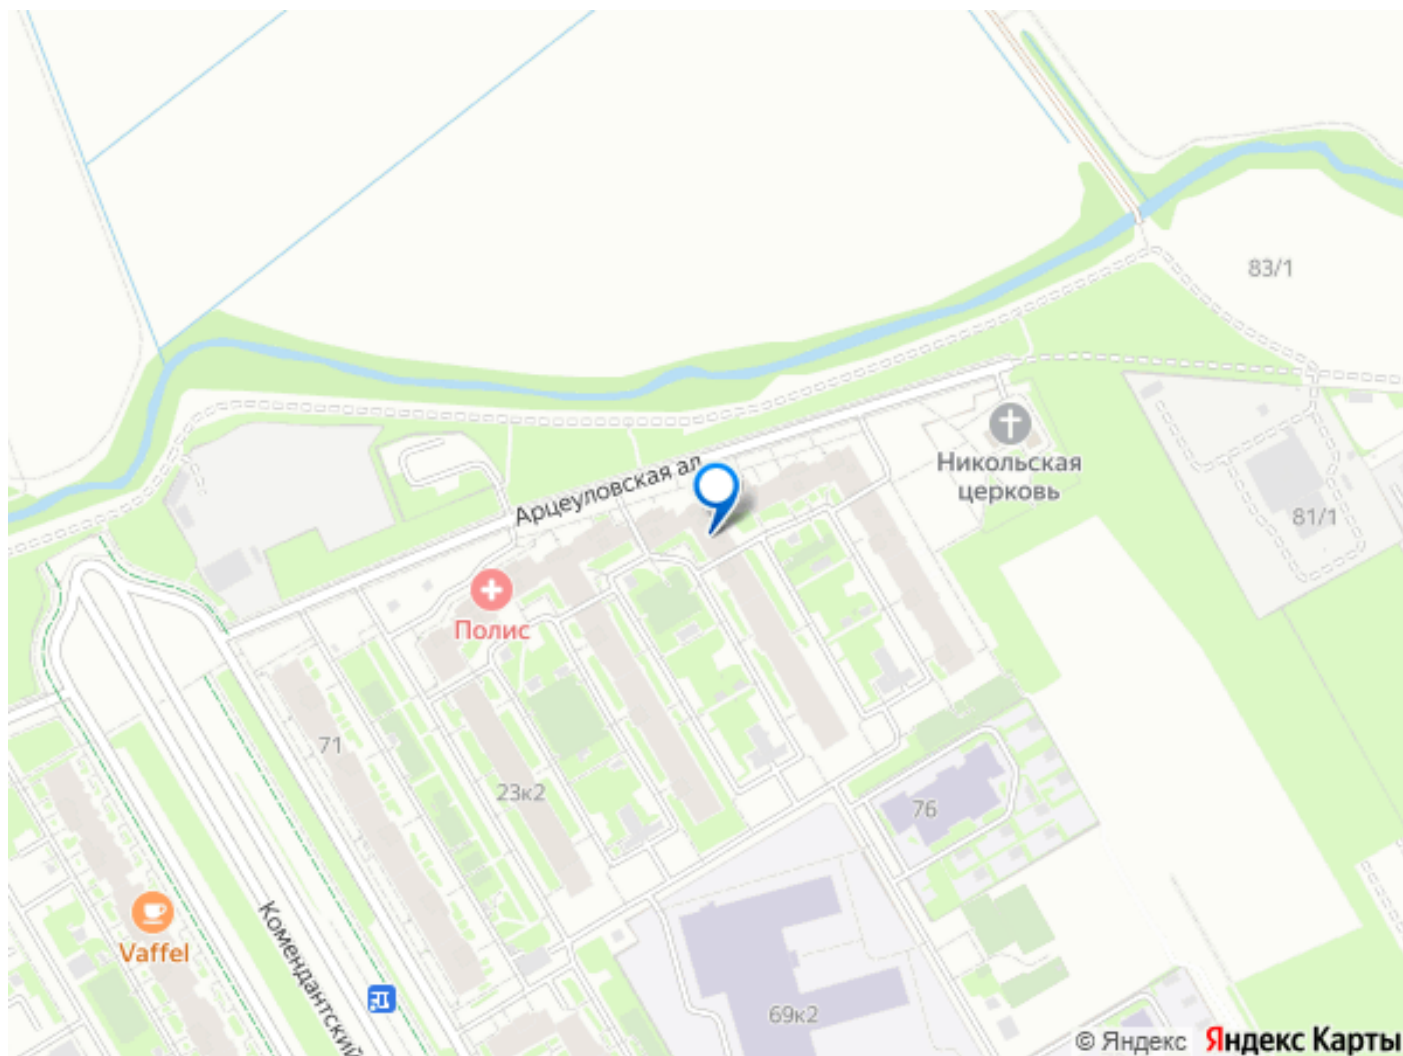 83/1
Никольская
церковь
Арцеуловская ал.
81/1
Полис
71
23к2
76
Vaffel
Комендантский
69к2
© Яндекс Яндекс Карты